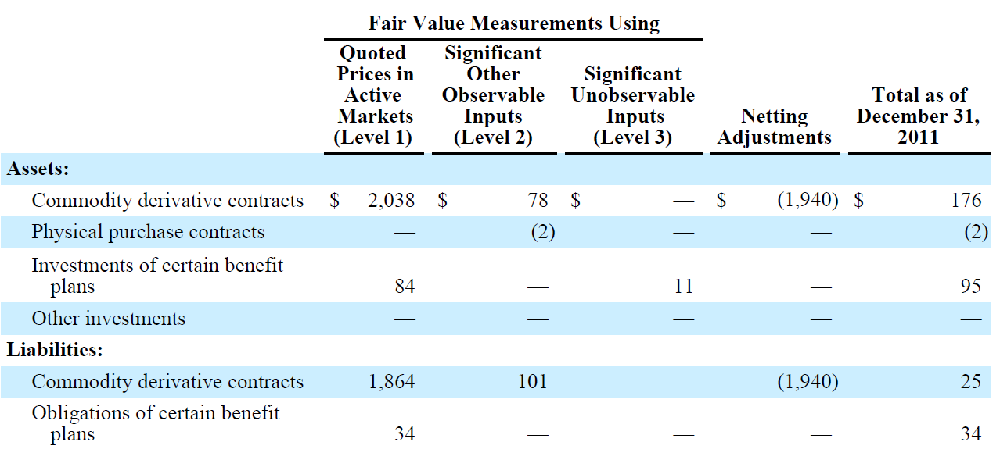 Fair Value Measurements Using
Quoted Prices in Active Markets (Level 1) Significant Other Observable Inputs (Level 2) Significant Unobservable Inputs (Level 3) Netting Adjustments Total as of December 31, 2011
Assets:
Commodity derivative contracts $ 2,038 $ 78 $ — $ (1,940) $ 176
Physical purchase contracts — (2) — — (2)
Investments of certain benefit
plans 84 — 11 — 95
Other investments — — — — —
Liabilities:
Commodity derivative contracts 1,864 101 — (1,940) 25
Obligations of certain benefit
plans 34 — — — 34